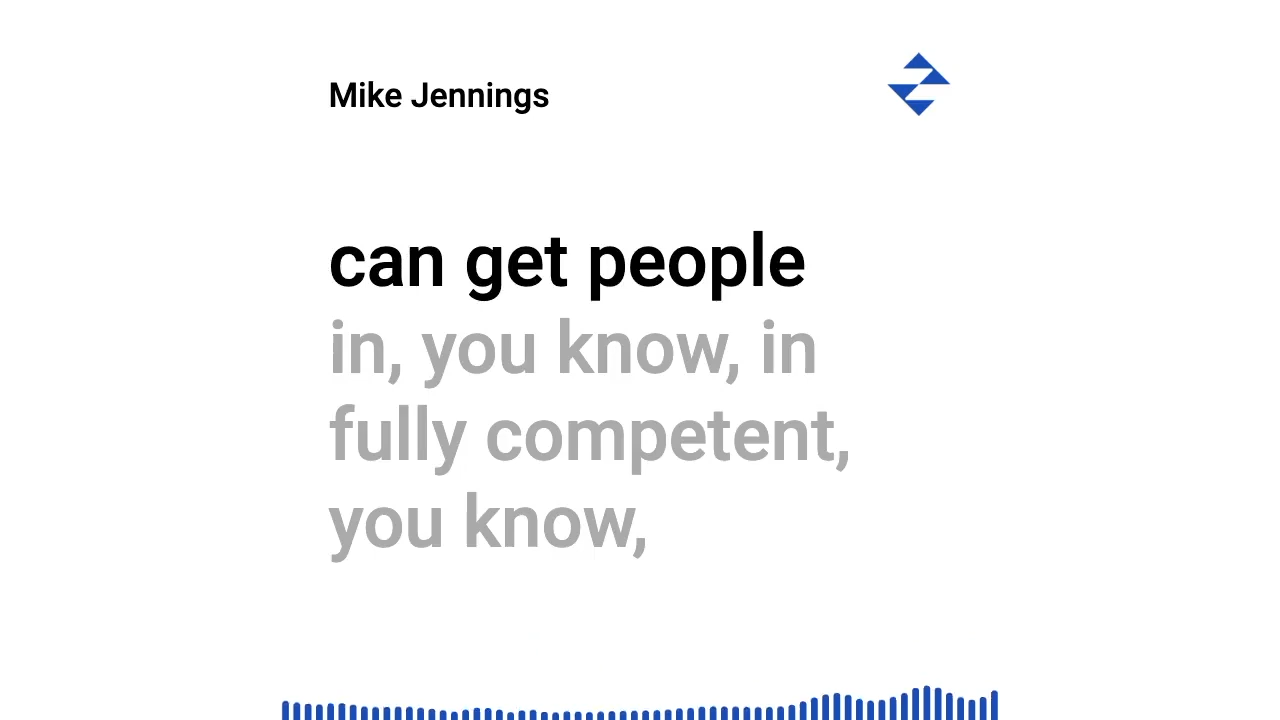 Mike Jennings
can get people
in, you know, in
fully competent,
you know,